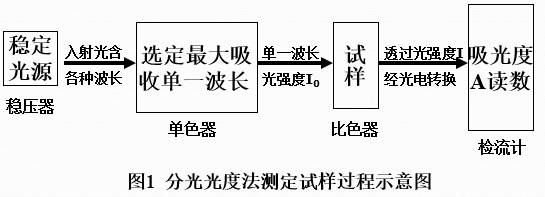 稳定
光源
稳压器
入射光含
各种波长
选定最大吸
收单一波长
单色器
单一波长
光强度I₀
试
样
比色器
透过光强度I
经光电转换
吸光度
A读数
检流计
图1 分光光度法测定试样过程示意图